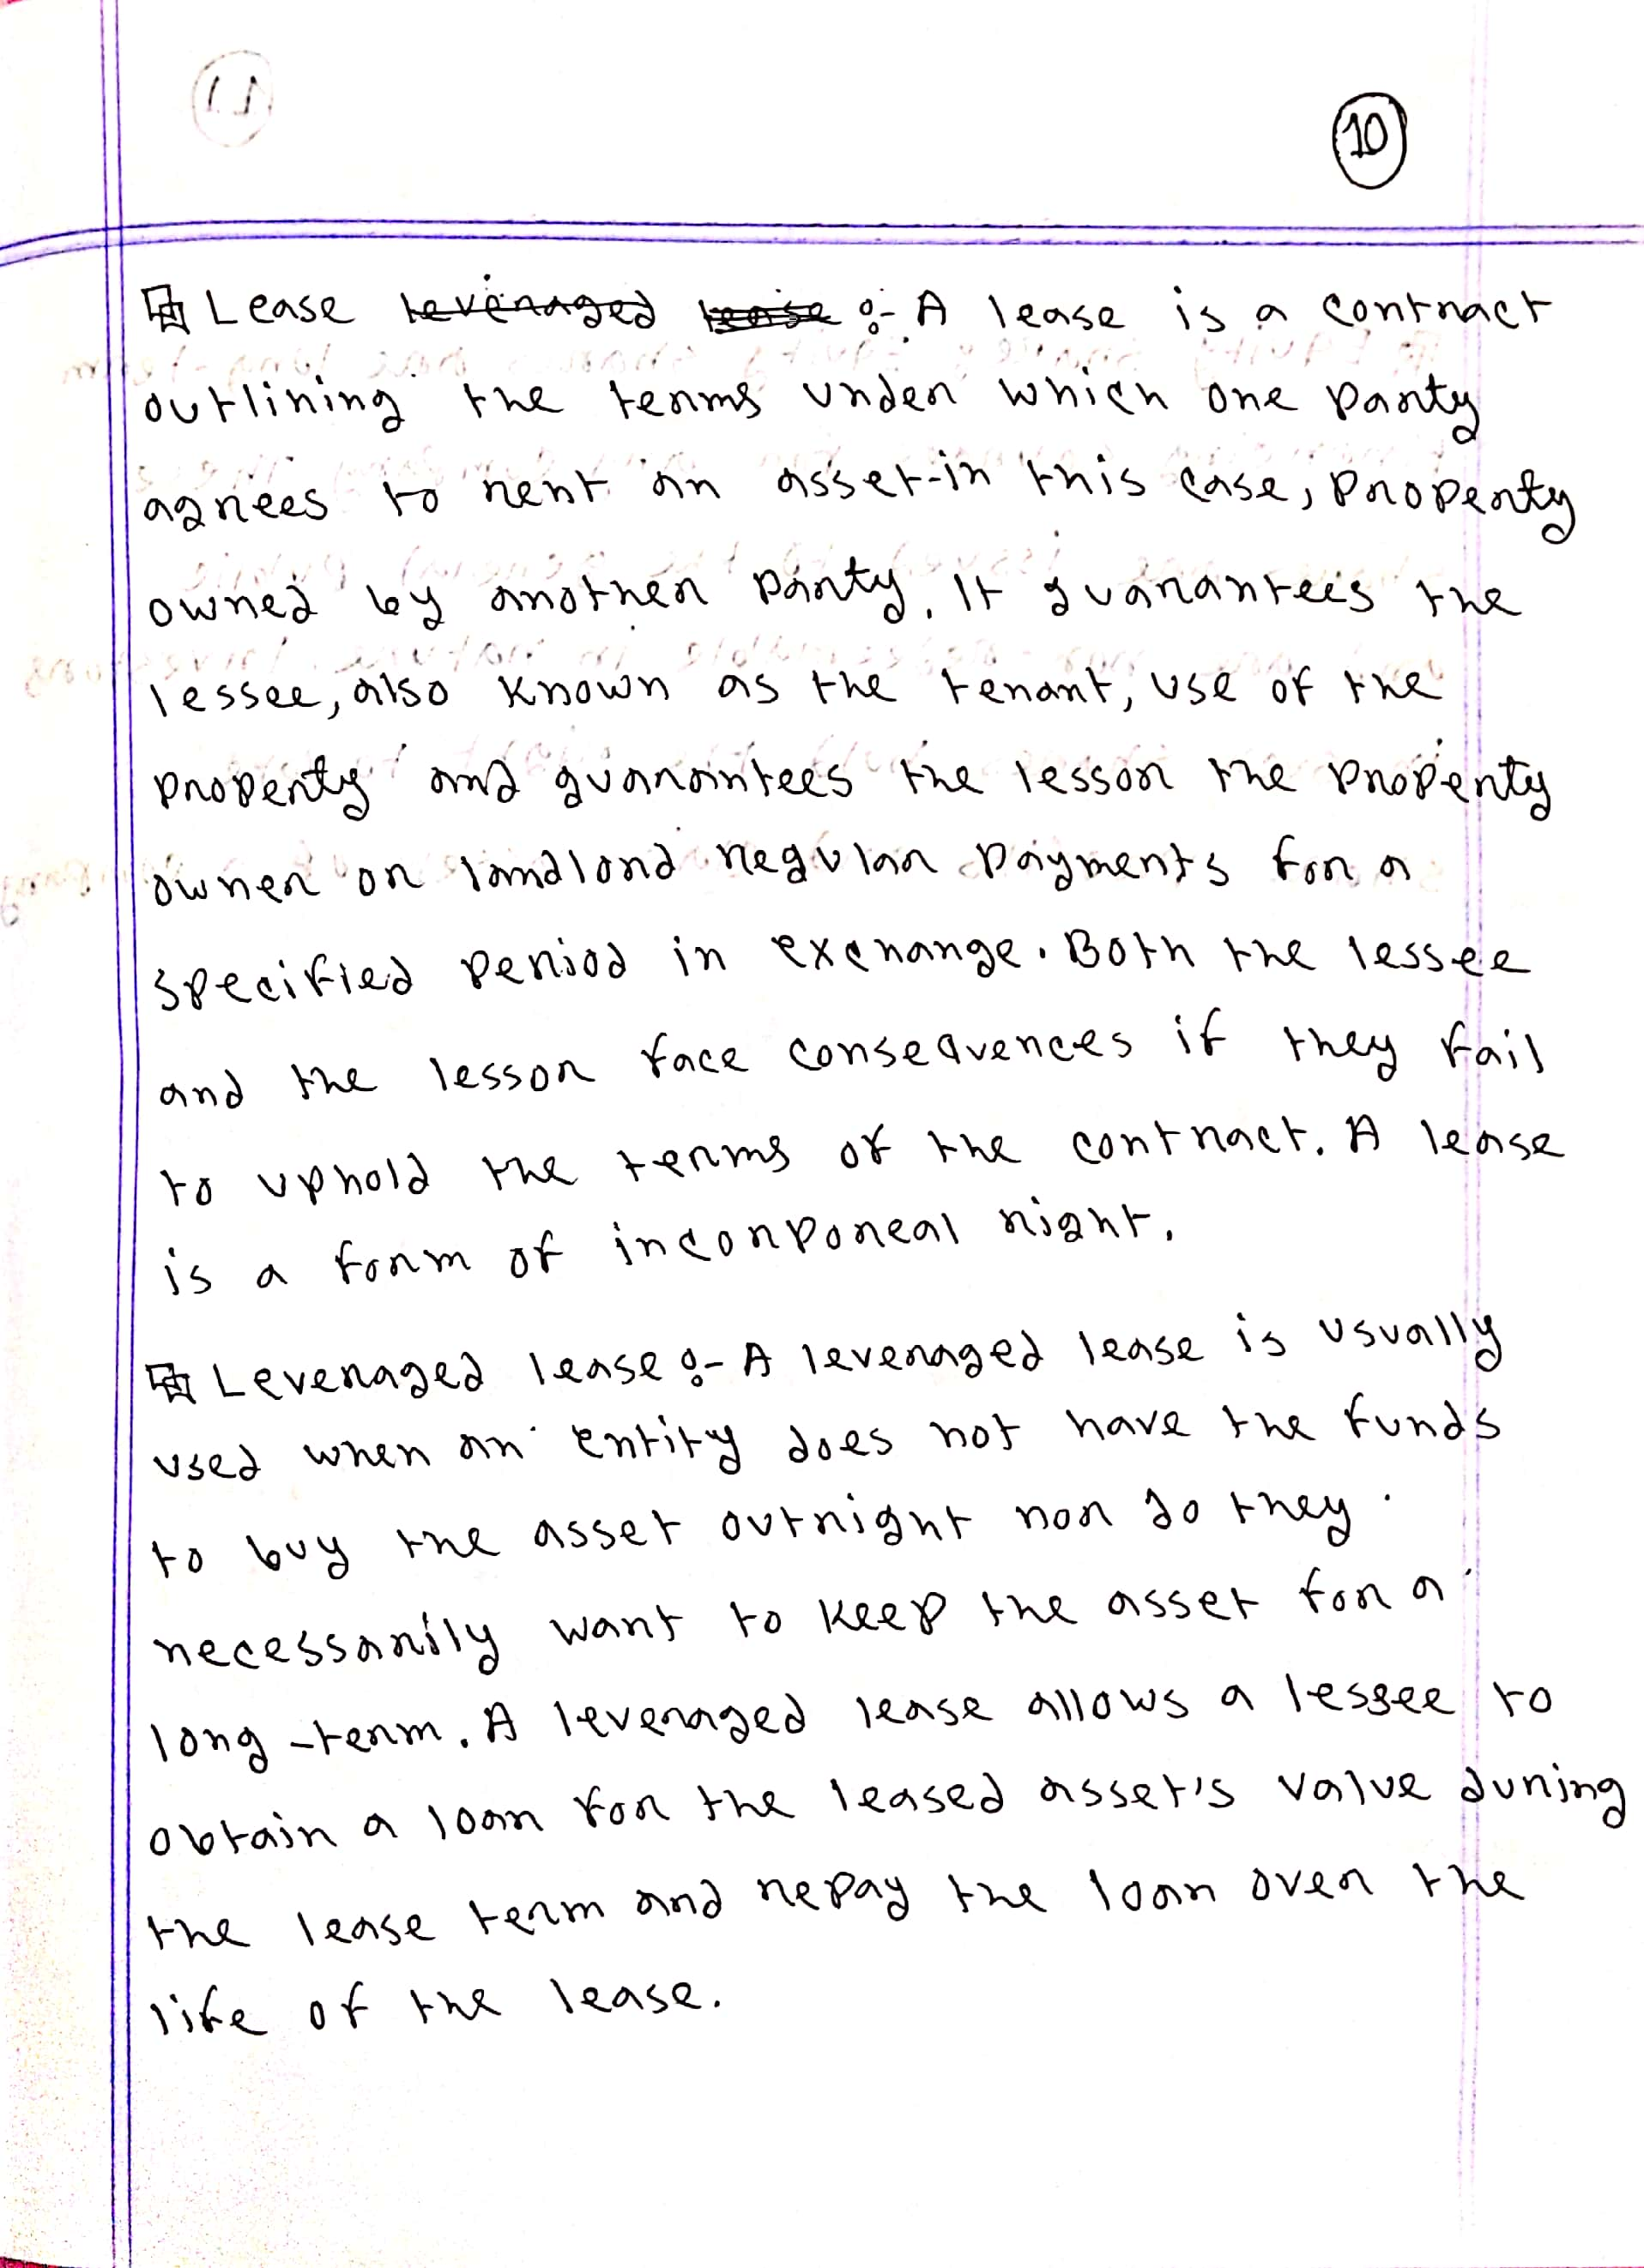 10
Lease leveraged lease :- A lease is a contract
outlining the terms under which one party
agrees to rent an asset-in this case, property
owned by another party. It guarantees the
lessee, also known as the tenant, use of the
property and guarantees the lessor the property
owner or landlord regular payments for a
specified period in exchange. Both the lessee
and the lessor face consequences if they fail
to uphold the terms of the contract. A lease
is a form of incorporeal right.
Leveraged lease :- A leveraged lease is usually
used when an entity does not have the funds
to buy the asset outright nor do they
necessarily want to keep the asset for a
long-term. A leveraged lease allows a lessee to
obtain a loan for the leased asset's value during
the lease term and repay the loan over the
life of the lease.